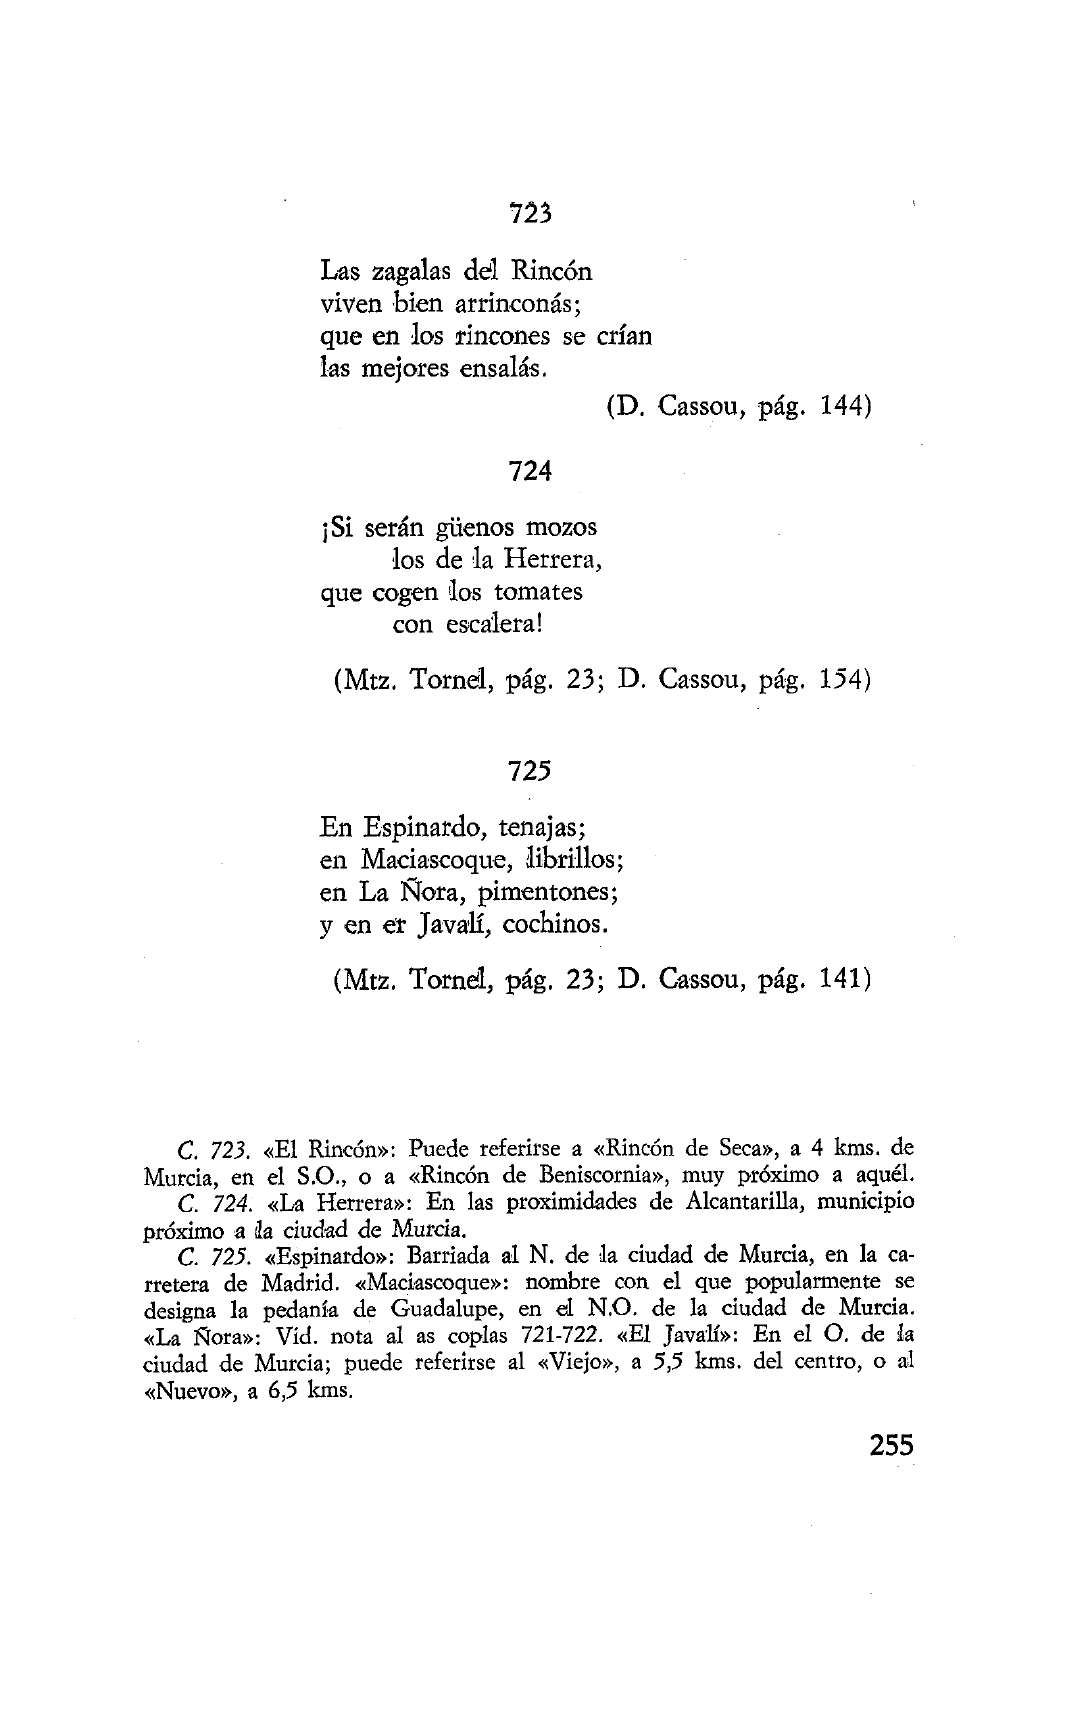 723
Las zagalas del Rincón
viven bien arrinconás;
que en los rincones se crían
las mejores ensalás.
(D. Cassou, pág. 144)
724
¡Si serán güenos mozos
los de la Herrera,
que cogen los tomates
con escalera!
(Mtz. Tornel, pág. 23; D. Cassou, pág. 154)
725
En Espinardo, tenajas;
en Maciascoque, librillos;
en La Ñora, pimentones;
y en er Javalí, cochinos.
(Mtz. Tornel, pág. 23; D. Cassou, pág. 141)
C. 723. «El Rincón»: Puede referirse a «Rincón de Seca», a 4 kms. de
Murcia, en el S.O., o a «Rincón de Beniscornia», muy próximo a aquél.
C. 724. «La Herrera»: En las proximidades de Alcantarilla, municipio
próximo a la ciudad de Murcia.
C. 725. «Espinardo»: Barriada al N. de la ciudad de Murcia, en la ca-
rretera de Madrid. «Maciascoque»: nombre con el que popularmente se
designa la pedanía de Guadalupe, en el N.O. de la ciudad de Murcia.
«La Ñora»: Vid. nota al as coplas 721-722. «El Javalí»: En el O. de la
ciudad de Murcia; puede referirse al «Viejo», a 5,5 kms. del centro, o al
«Nuevo», a 6,5 kms.
255